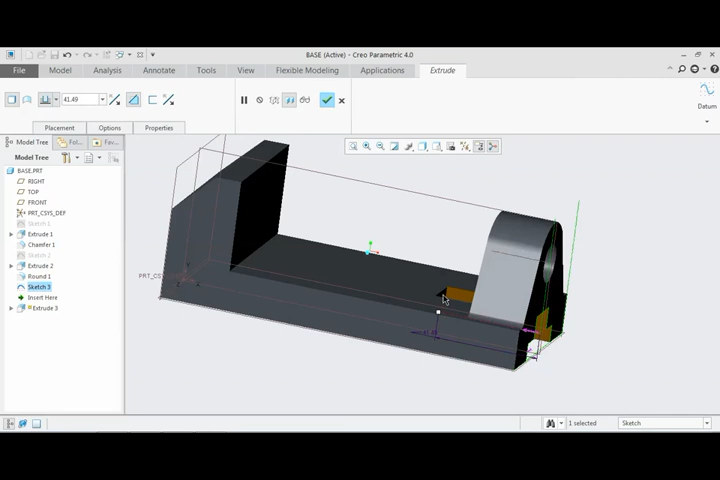 BASE (Active) - Creo Parametric 4.0
File Model Analysis Annotate Tools View Flexible Modeling Applications Extrude
41.49
Datum
Placement Options Properties
Model Tree Fol... Fav...
Model Tree
BASE.PRT
RIGHT
TOP
FRONT
PRT_CSYS_DEF
Sketch 1
Extrude 1
Chamfer 1
Sketch 2
Extrude 2
Round 1
Sketch 3
Insert Here
Extrude 3
1 selected Sketch